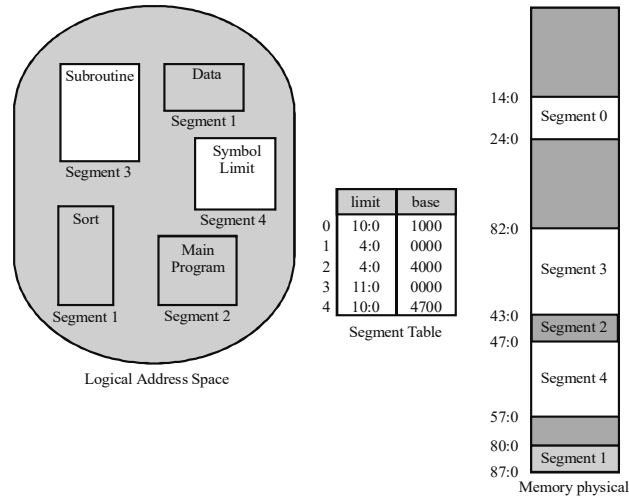 Subroutine
Segment 3
Data
Segment 1
Symbol
Limit
Segment 4
Sort
Segment 1
Main
Program
Segment 2
Logical Address Space
limit base
0 10:0 1000
1 4:0 0000
2 4:0 4000
3 11:0 0000
4 10:0 4700
Segment Table
14:0
Segment 0
24:0
82:0
Segment 3
43:0
Segment 2
47:0
Segment 4
57:0
80:0
Segment 1
87:0
Memory physical